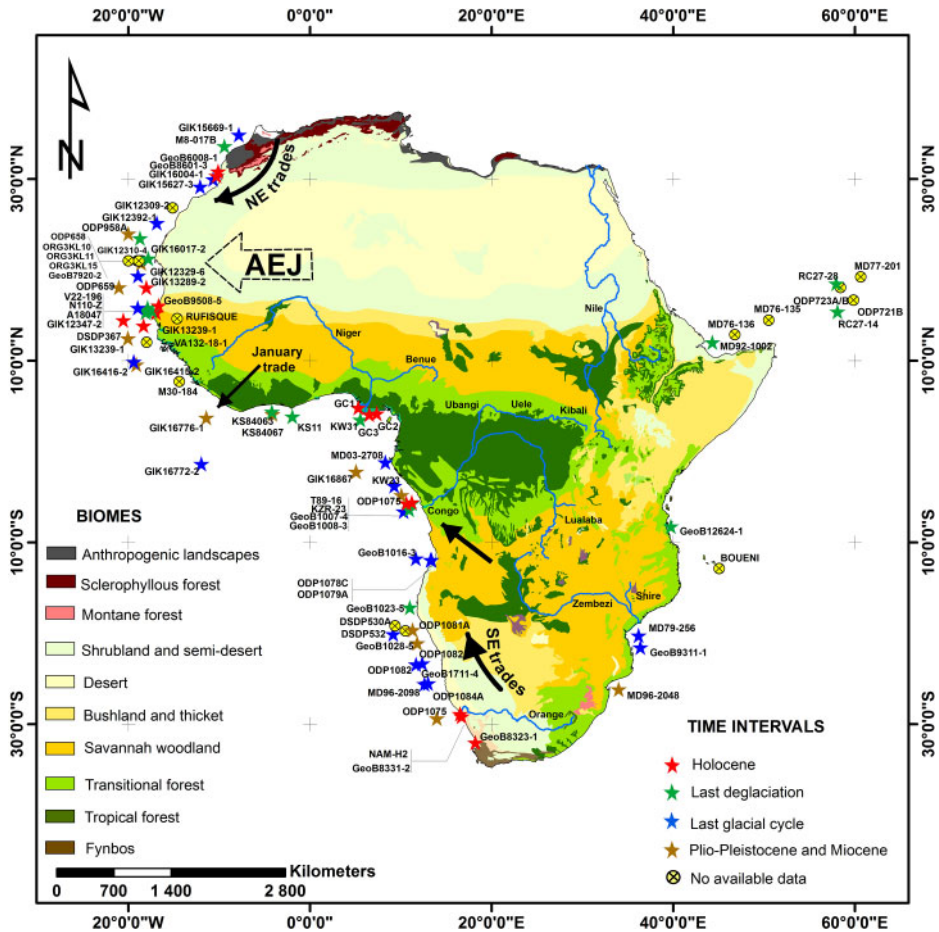 20°0'0"W
0°0'0"
20°0'0"E
40°0'0"E
60°0'0"E
30°0'0"N
10°0'0"N
10°0'0"S
30°0'0"S
30°0'0"N
10°0'0"N
10°0'0"S
30°0'0"S
N
GIK15669-1
M8-017B
GeoB6008-1
GeoB8601-3
GIK16004-1
GIK15627-3
NE trades
GIK12309-2
GIK12392-1
ODP958A
ODP658
ORG3KL10
ORG3KL11
ORG3KL15
GIK12310-4
GIK16017-2
AEJ
GeoB7920-2
GIK12329-6
GIK13289-2
ODP659
V22-196
N110-Z
A18047
GIK12347-2
GeoB9508-5
RUFISQUE
GIK13239-1
DSDP367
VA132-18-1
GIK13239-1
GIK16416-2
GIK16415-2
M30-184
January
trade
GIK16776-1
GIK16772-2
KS84063
KS84067
KS11
GC1
GC2
GC3
KW31
Niger
Benue
Nile
Ubangi
Uele
Kibali
MD03-2708
GIK16867
KW23
T89-16
KZR-23
ODP1075
GeoB1007-4
GeoB1008-3
Congo
Lualaba
GeoB1016-3
ODP1078C
ODP1079A
GeoB1023-5
DSDP530A
DSDP532
ODP1081A
GeoB1028-5
ODP1082
ODP1082
GeoB1711-4
MD96-2098
ODP1084A
ODP1075
SE trades
Zembezi
Shire
Orange
GeoB8323-1
NAM-H2
GeoB8331-2
MD77-201
RC27-28
ODP723A/B
ODP721B
RC27-14
MD76-135
MD76-136
MD92-1002
GeoB12624-1
BOUENI
MD79-256
GeoB9311-1
MD96-2048
BIOMES
Anthropogenic landscapes
Sclerophyllous forest
Montane forest
Shrubland and semi-desert
Desert
Bushland and thicket
Savannah woodland
Transitional forest
Tropical forest
Fynbos
Kilometers
0
700
1 400
2 800
TIME INTERVALS
Holocene
Last deglaciation
Last glacial cycle
Plio-Pleistocene and Miocene
No available data
20°0'0"W
0°0'0"
20°0'0"E
40°0'0"E
60°0'0"E